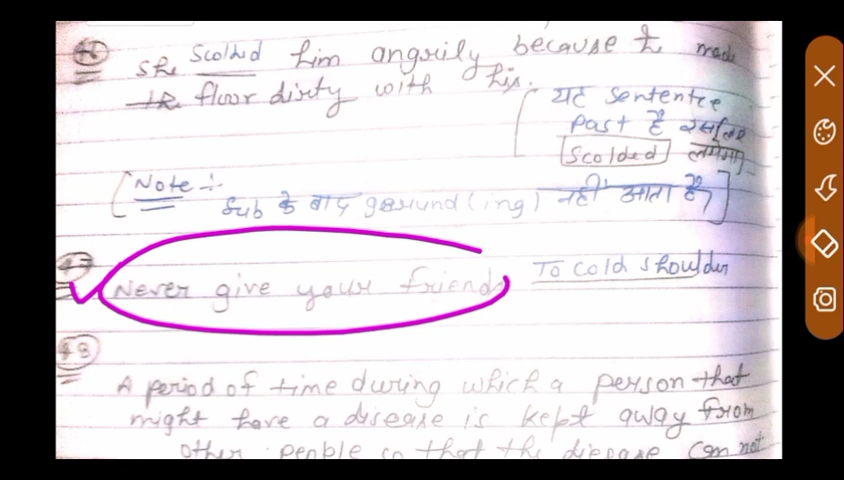 46
She scolded him angrily because he made
the floor dirty with his.
यह sentence
Past है इसलिए
Scolded लगेगा
Note :-
Sub के बाद gerund (ing) नहीं आता है
47
Never give your friends To cold shoulder
48
A period of time during which a person that
might have a disease is kept away from
other people so that the disease can not